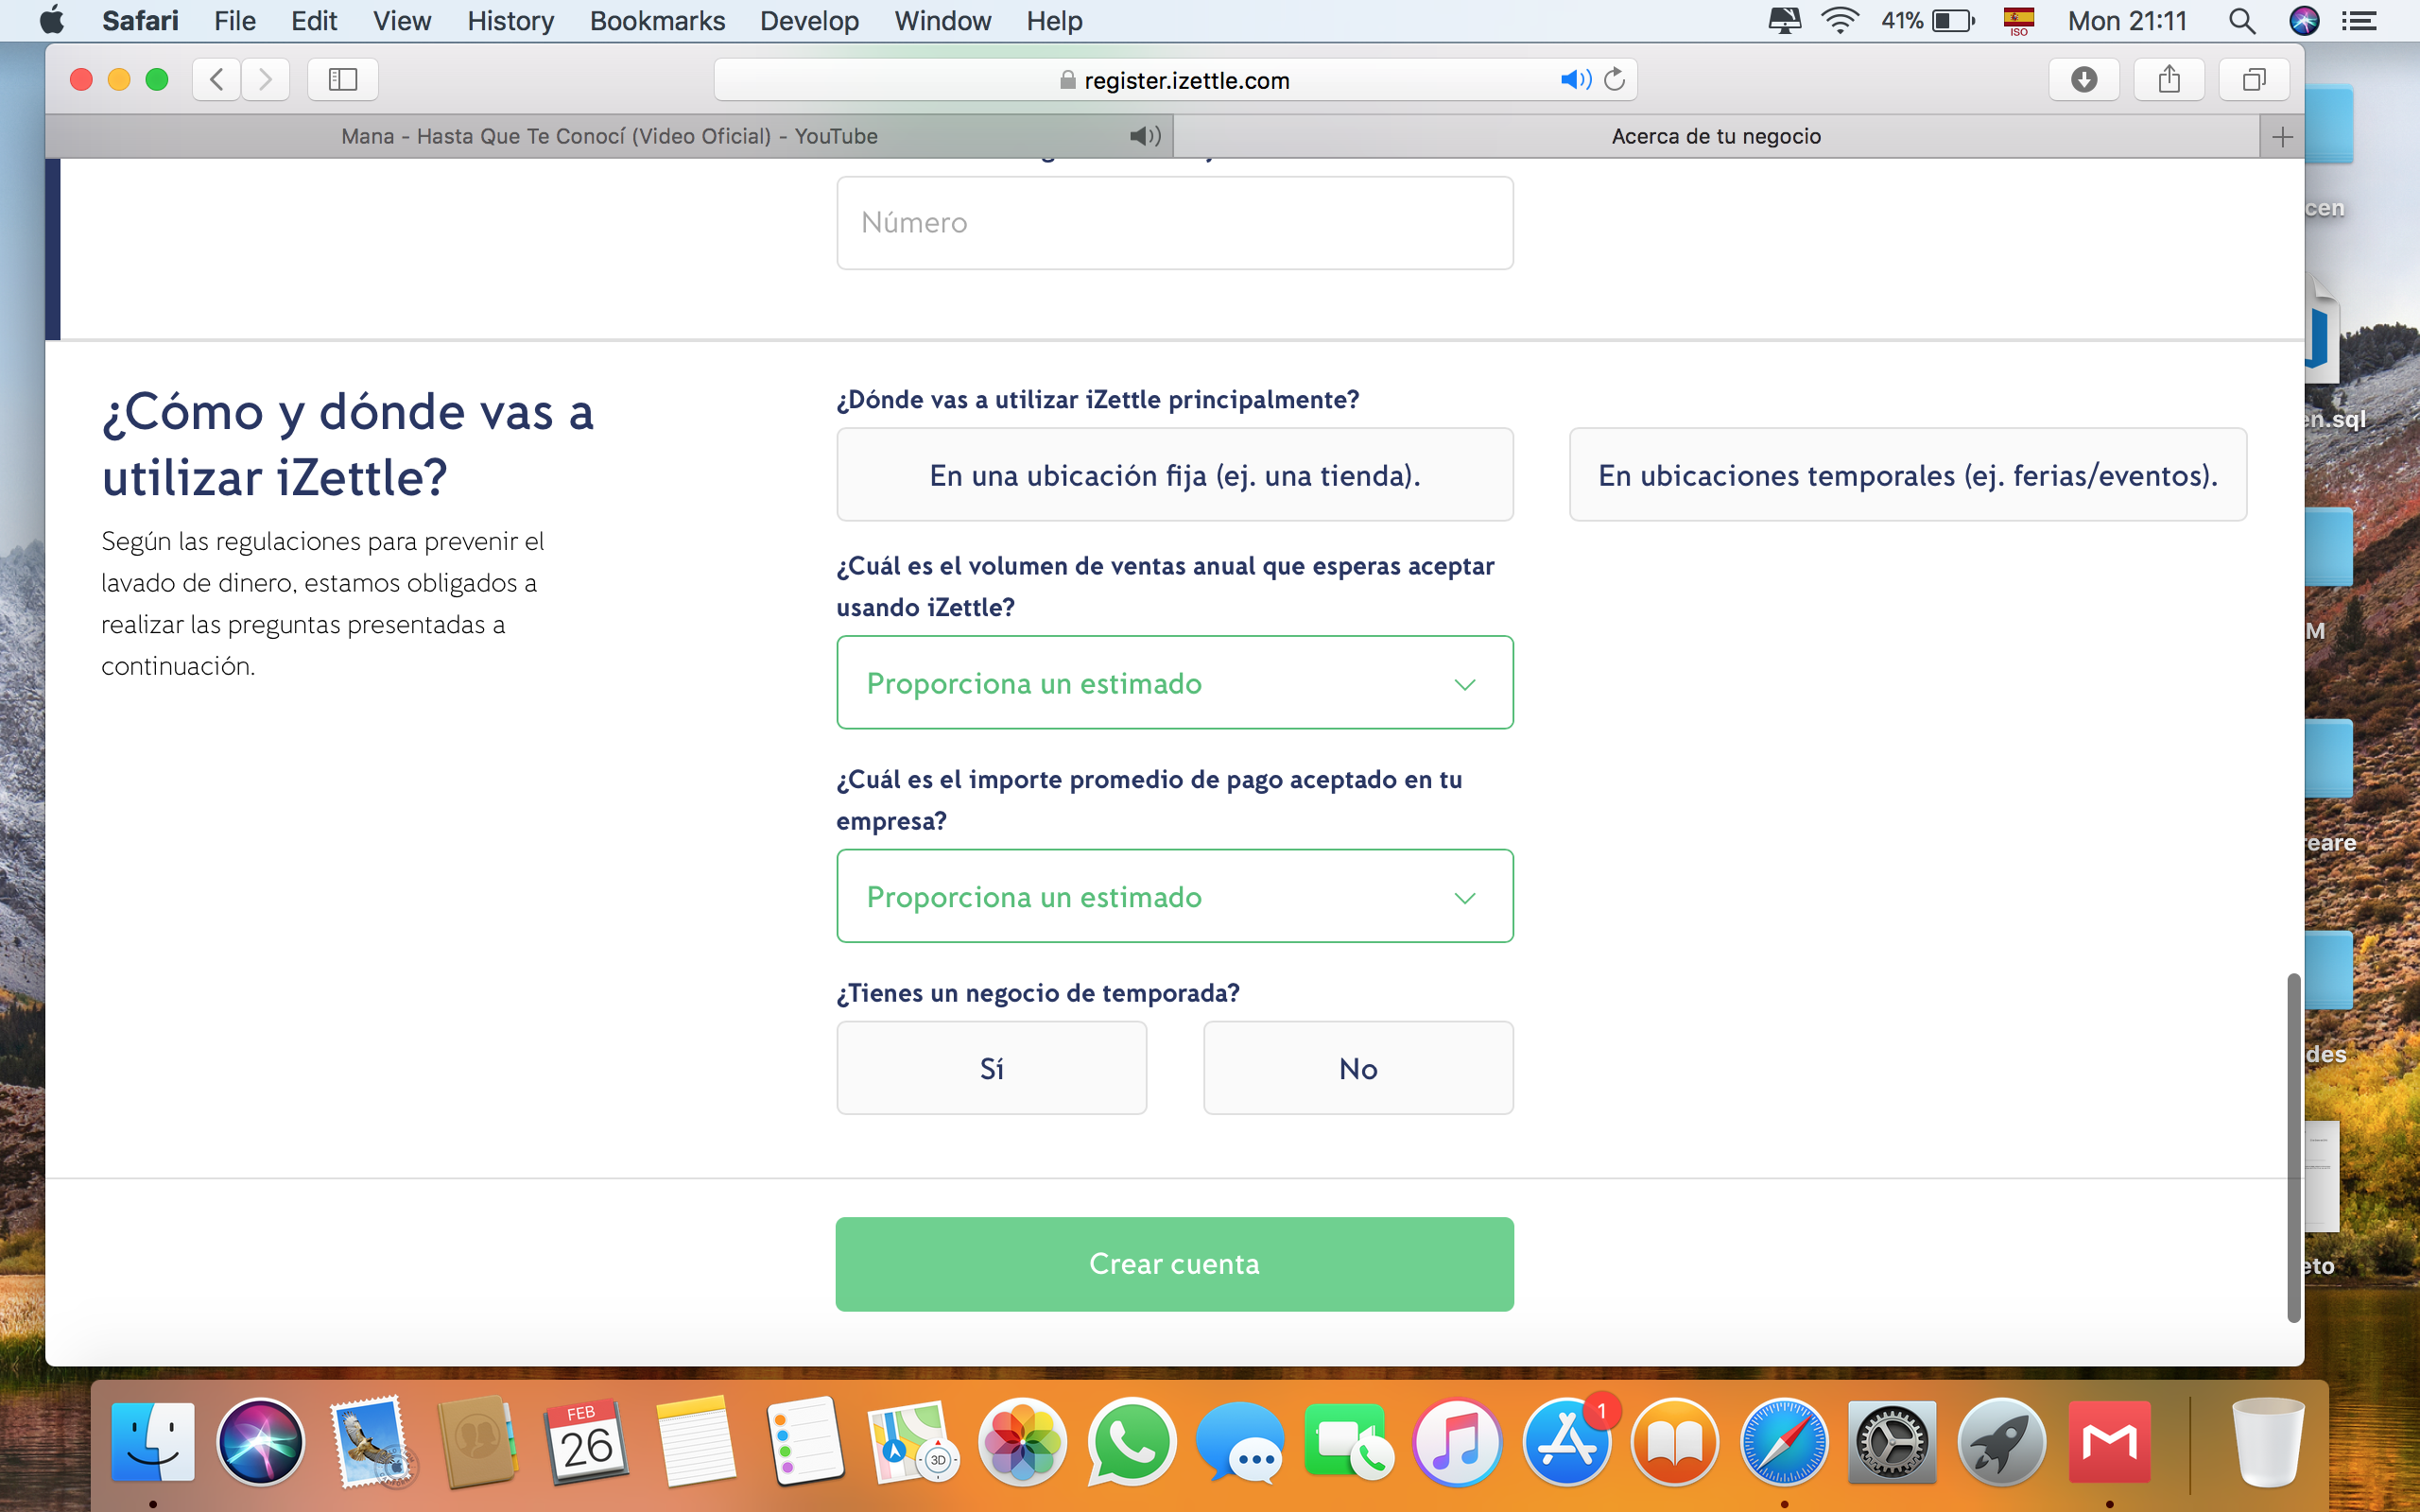 Safari File Edit View History Bookmarks Develop Window Help 41% ISO Mon 21:11
register.izettle.com
Mana - Hasta Que Te Conocí (Video Oficial) - YouTube
Acerca de tu negocio
Número
¿Cómo y dónde vas a
utilizar iZettle?
Según las regulaciones para prevenir el
lavado de dinero, estamos obligados a
realizar las preguntas presentadas a
continuación.
¿Dónde vas a utilizar iZettle principalmente?
En una ubicación fija (ej. una tienda).
En ubicaciones temporales (ej. ferias/eventos).
¿Cuál es el volumen de ventas anual que esperas aceptar
usando iZettle?
Proporciona un estimado
¿Cuál es el importe promedio de pago aceptado en tu
empresa?
Proporciona un estimado
¿Tienes un negocio de temporada?
Sí
No
Crear cuenta
cen
en.sql
M
eare
des
eto
FEB
26
3D
1